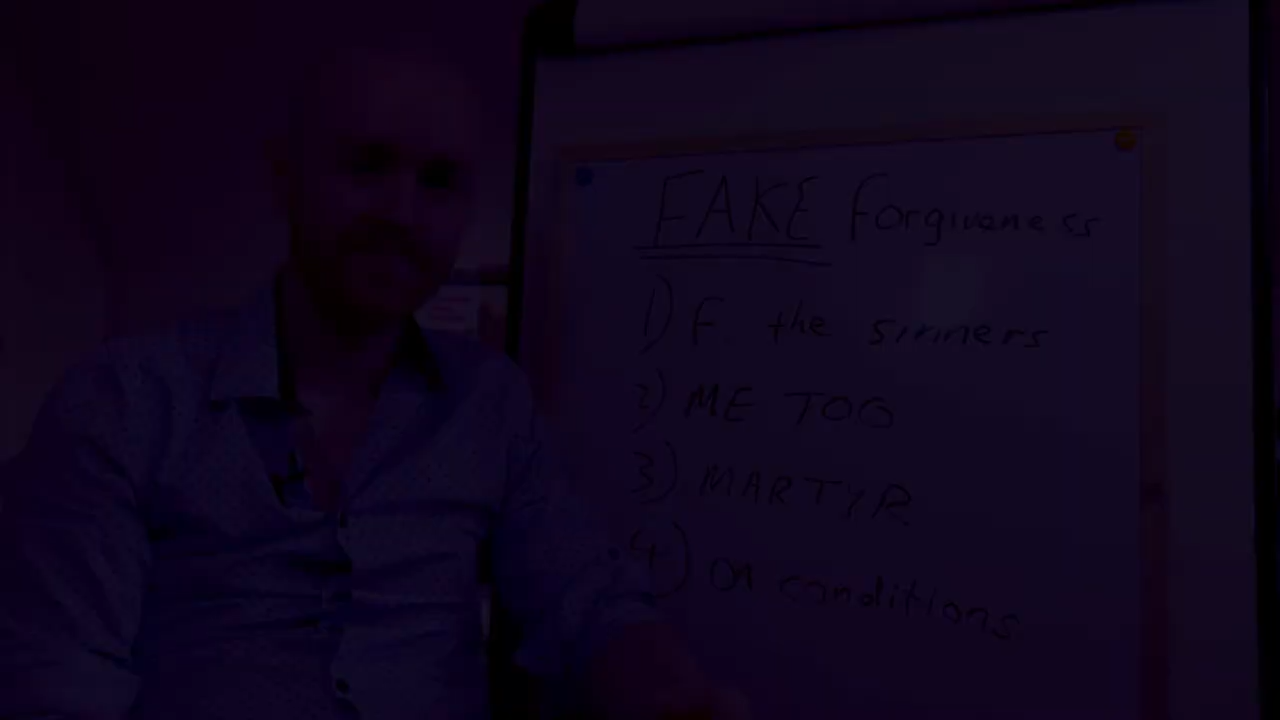 FAKE Forgiveness
1) F. the sinners
2) ME TOO
3) MARTYR
4) On conditions